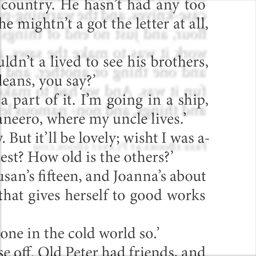 country. He hasn't had any too
he mightn't a got the letter at all,
uldn't a lived to see his brothers,
leans, you say?'
a part of it. I'm going in a ship,
aneero, where my uncle lives.'
y. But it'll be lovely; wisht I was a-
est? How old is the others?'
usan's fifteen, and Joanna's about
that gives herself to good works
one in the cold world so.'
se off. Old Peter had friends, and